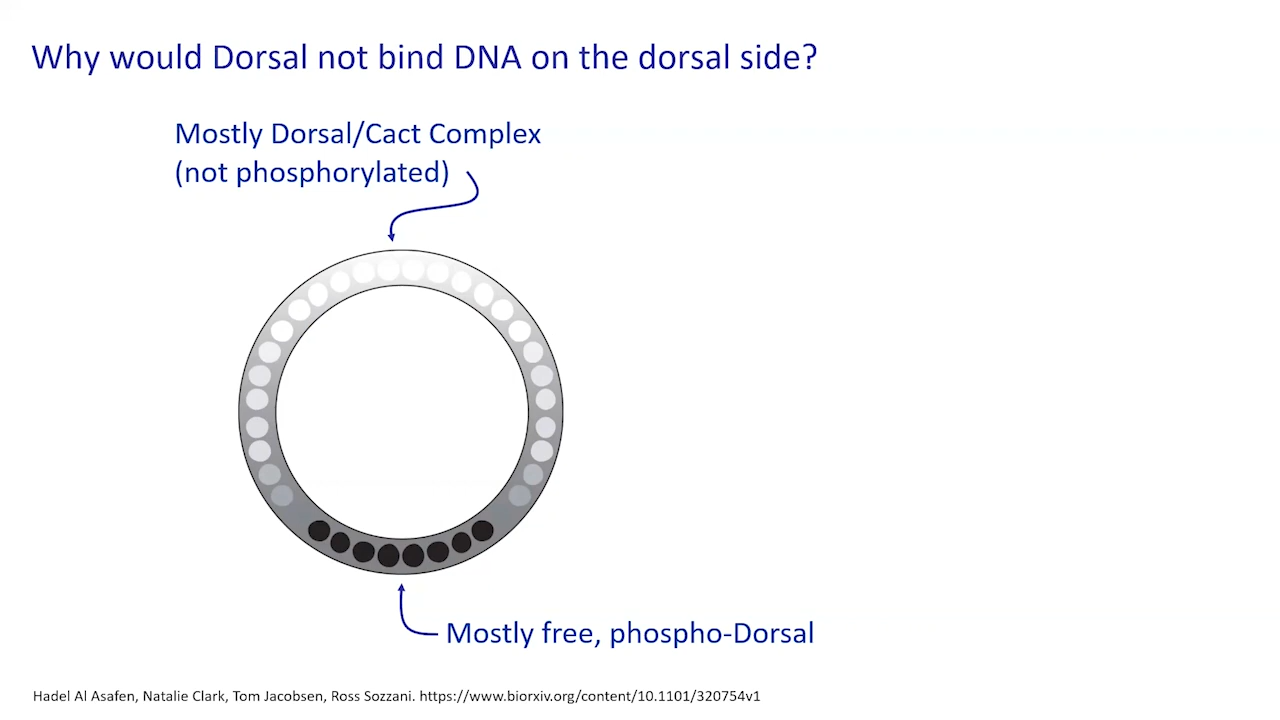 Why would Dorsal not bind DNA on the dorsal side?
Mostly Dorsal/Cact Complex
(not phosphorylated)
Mostly free, phospho-Dorsal
Hadel Al Asafen, Natalie Clark, Tom Jacobsen, Ross Sozzani. https://www.biorxiv.org/content/10.1101/320754v1